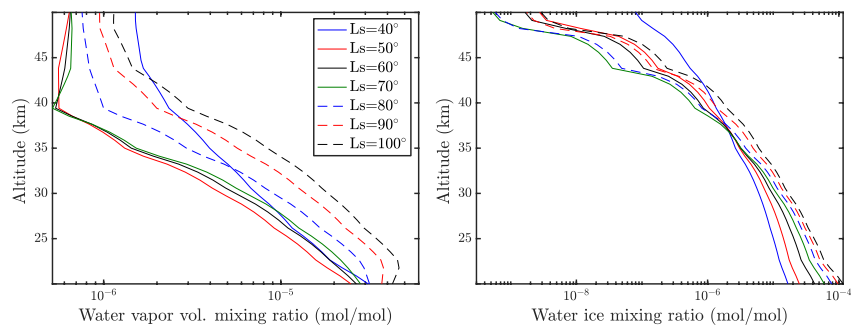 Altitude (km)
45
40
35
30
25
10⁻⁶
10⁻⁵
Water vapor vol. mixing ratio (mol/mol)
Ls=40°
Ls=50°
Ls=60°
Ls=70°
Ls=80°
Ls=90°
Ls=100°
Altitude (km)
45
40
35
30
25
10⁻⁸
10⁻⁶
10⁻⁴
Water ice mixing ratio (mol/mol)